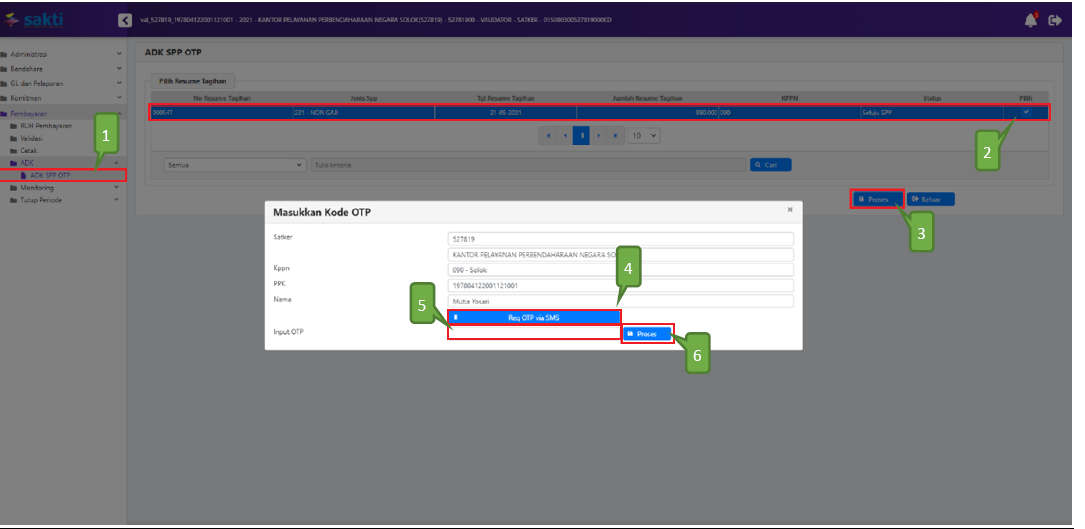 sakti
val_527819_197804122001121001 - 2021 - KANTOR PELAYANAN PERBENDAHARAAN NEGARA SOLOK(527819) - 52781900 - VALIDATOR - SATKER - 015080300527819000KD
Administrasi
Bendahara
GL dan Pelaporan
Komitmen
Pembayaran
RUH Pembayaran
Validasi
Cetak
ADK
ADK SPP OTP
Monitoring
Tutup Periode
1
ADK SPP OTP
Pilih Resume Tagihan
No Resume Tagihan Jenis Spp Tgl Resume Tagihan Jumlah Resume Tagihan KPPN Status Pilih
00054T 231 - NON GAJI 21-05-2021 990.000 090 Setuju SPP
2
1 10
Semua Tulis kriteria Cari
Proses Keluar
3
Masukkan Kode OTP ×
Satker 527819
KANTOR PELAYANAN PERBENDAHARAAN NEGARA SO
4
Kppn 090 - Solok
PPK 197804122001121001
Nama Mutia Yosari
5
Req OTP via SMS
Input OTP Proses
6